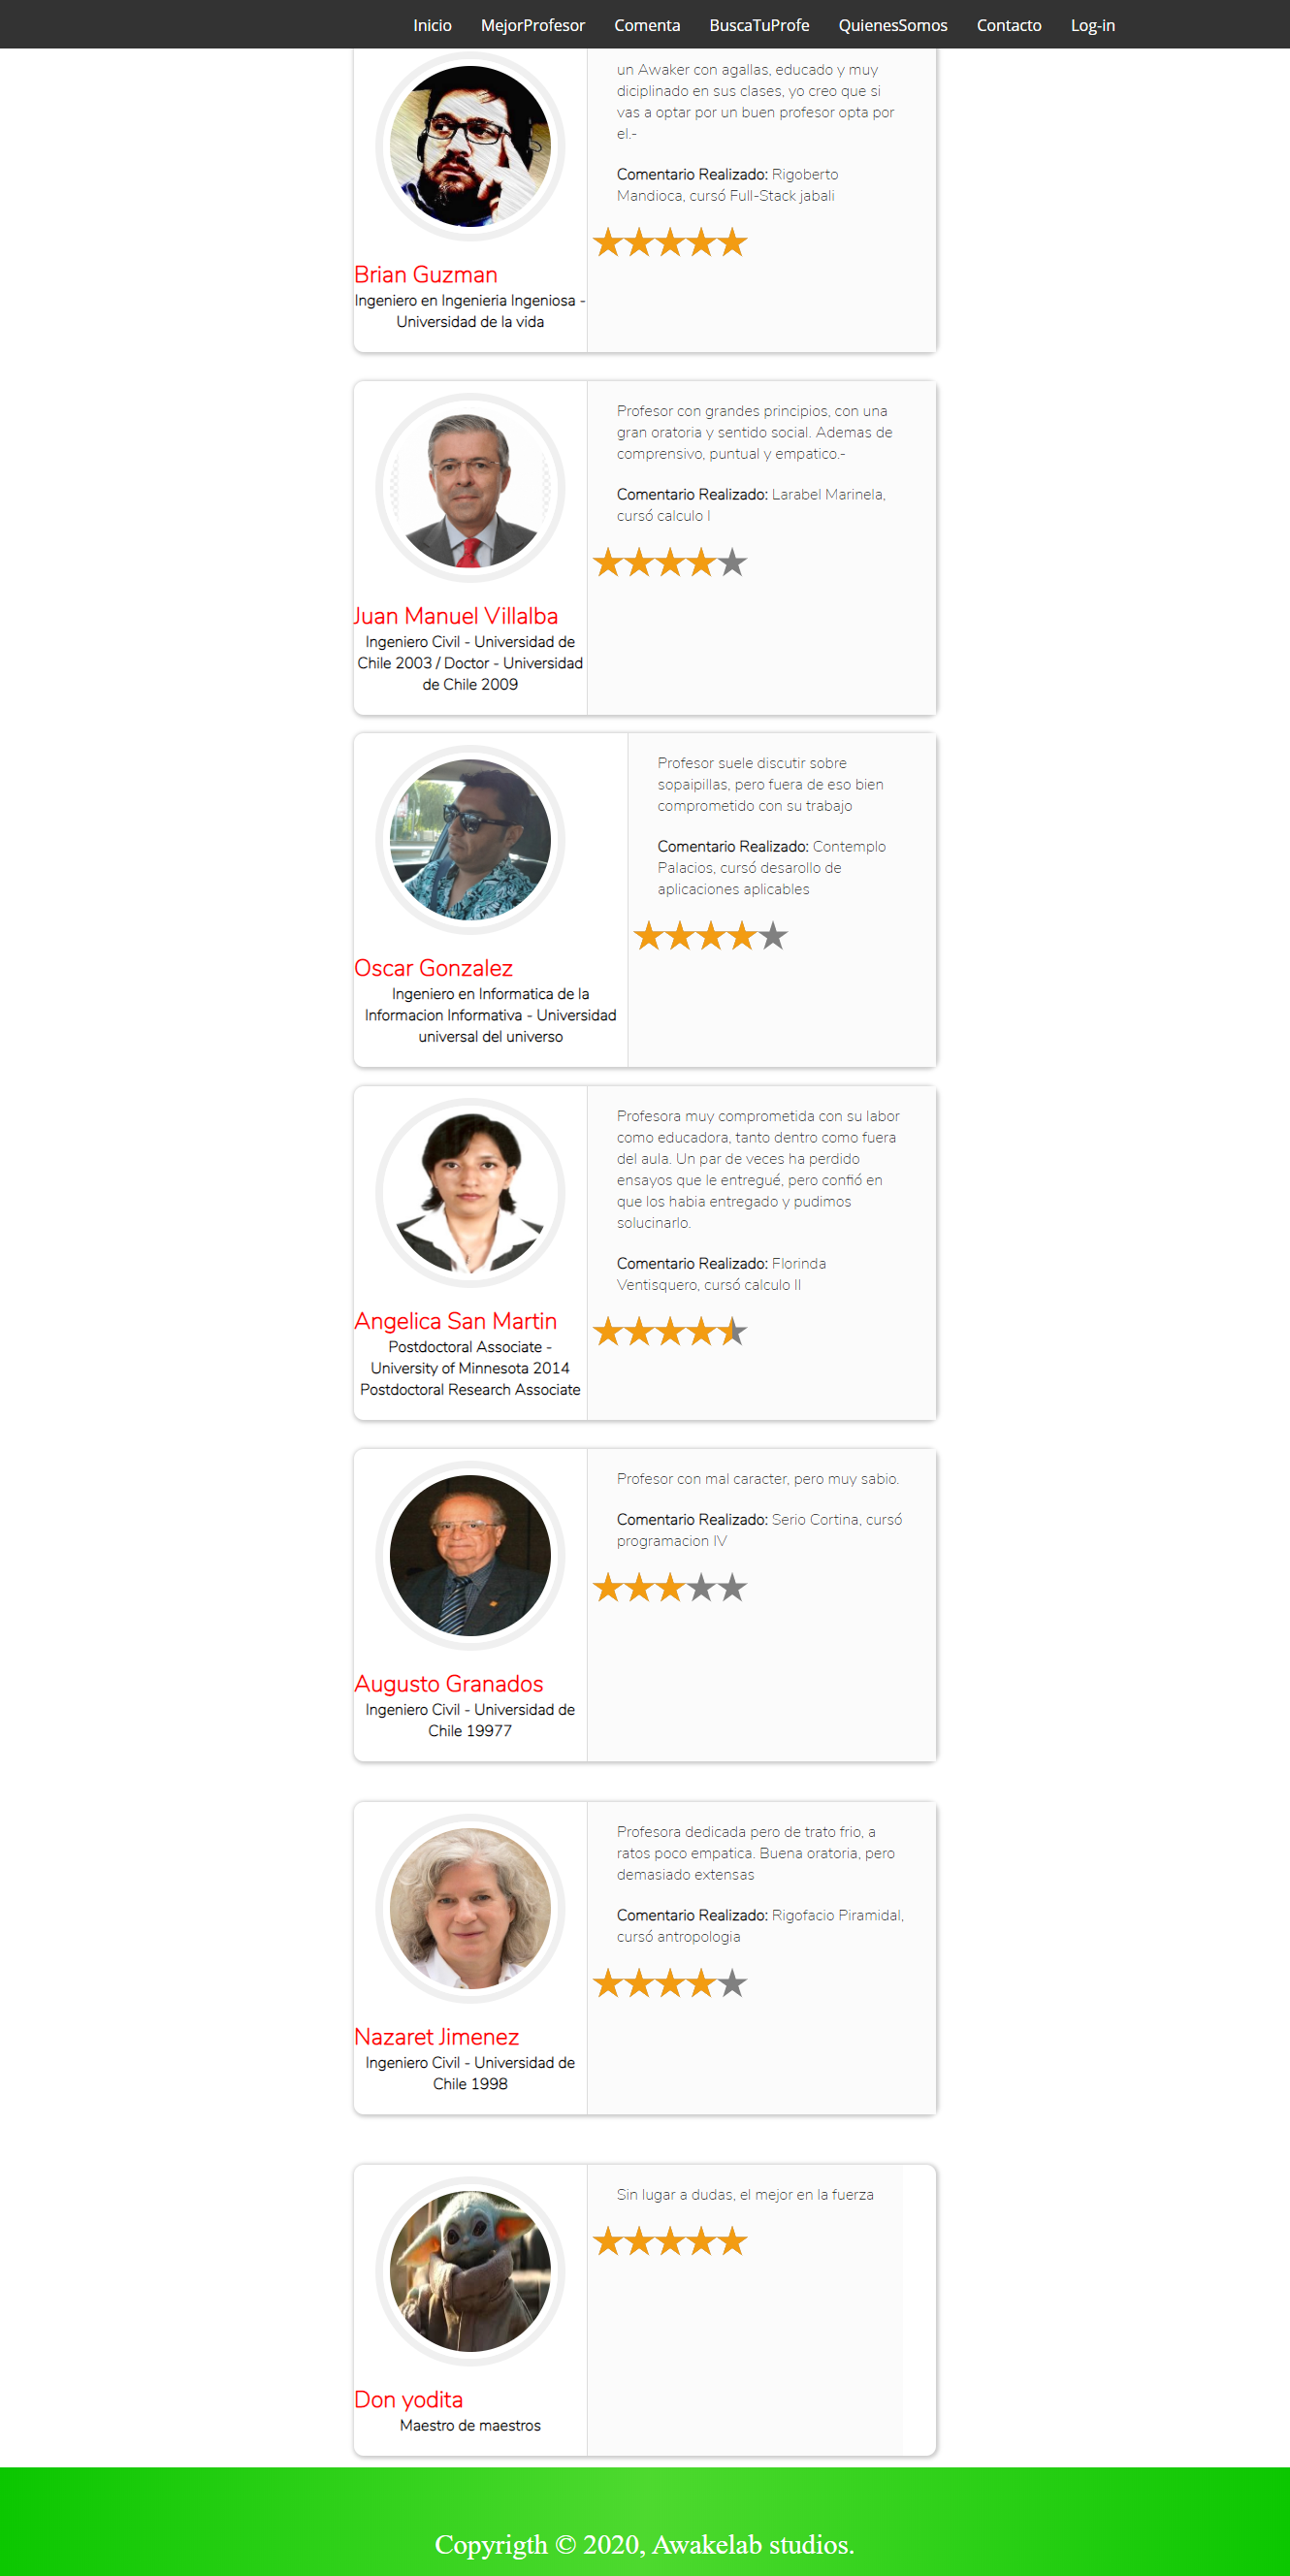 Inicio MejorProfesor Comenta BuscaTuProfe QuienesSomos Contacto Log-in
un Awaker con agallas, educado y muy
diciplinado en sus clases, yo creo que si
vas a optar por un buen profesor opta por
el.-
Comentario Realizado: Rigoberto
Mandioca, cursó Full-Stack jabali
Brian Guzman
Ingeniero en Ingenieria Ingeniosa -
Universidad de la vida
Profesor con grandes principios, con una
gran oratoria y sentido social. Ademas de
comprensivo, puntual y empatico.-
Comentario Realizado: Larabel Marinela,
cursó calculo I
Juan Manuel Villalba
Ingeniero Civil - Universidad de
Chile 2003 / Doctor - Universidad
de Chile 2009
Profesor suele discutir sobre
sopaipillas, pero fuera de eso bien
comprometido con su trabajo
Comentario Realizado: Contemplo
Palacios, cursó desarollo de
aplicaciones aplicables
Oscar Gonzalez
Ingeniero en Informatica de la
Informacion Informativa - Universidad
universal del universo
Profesora muy comprometida con su labor
como educadora, tanto dentro como fuera
del aula. Un par de veces ha perdido
ensayos que le entregué, pero confió en
que los habia entregado y pudimos
solucinarlo.
Comentario Realizado: Florinda
Ventisquero, cursó calculo II
Angelica San Martin
Postdoctoral Associate -
University of Minnesota 2014
Postdoctoral Research Associate
Profesor con mal caracter, pero muy sabio.
Comentario Realizado: Serio Cortina, cursó
programacion IV
Augusto Granados
Ingeniero Civil - Universidad de
Chile 19977
Profesora dedicada pero de trato frio, a
ratos poco empatica. Buena oratoria, pero
demasiado extensas
Comentario Realizado: Rigofacio Piramidal,
cursó antropologia
Nazaret Jimenez
Ingeniero Civil - Universidad de
Chile 1998
Sin lugar a dudas, el mejor en la fuerza
Don yodita
Maestro de maestros
Copyrigth © 2020, Awakelab studios.